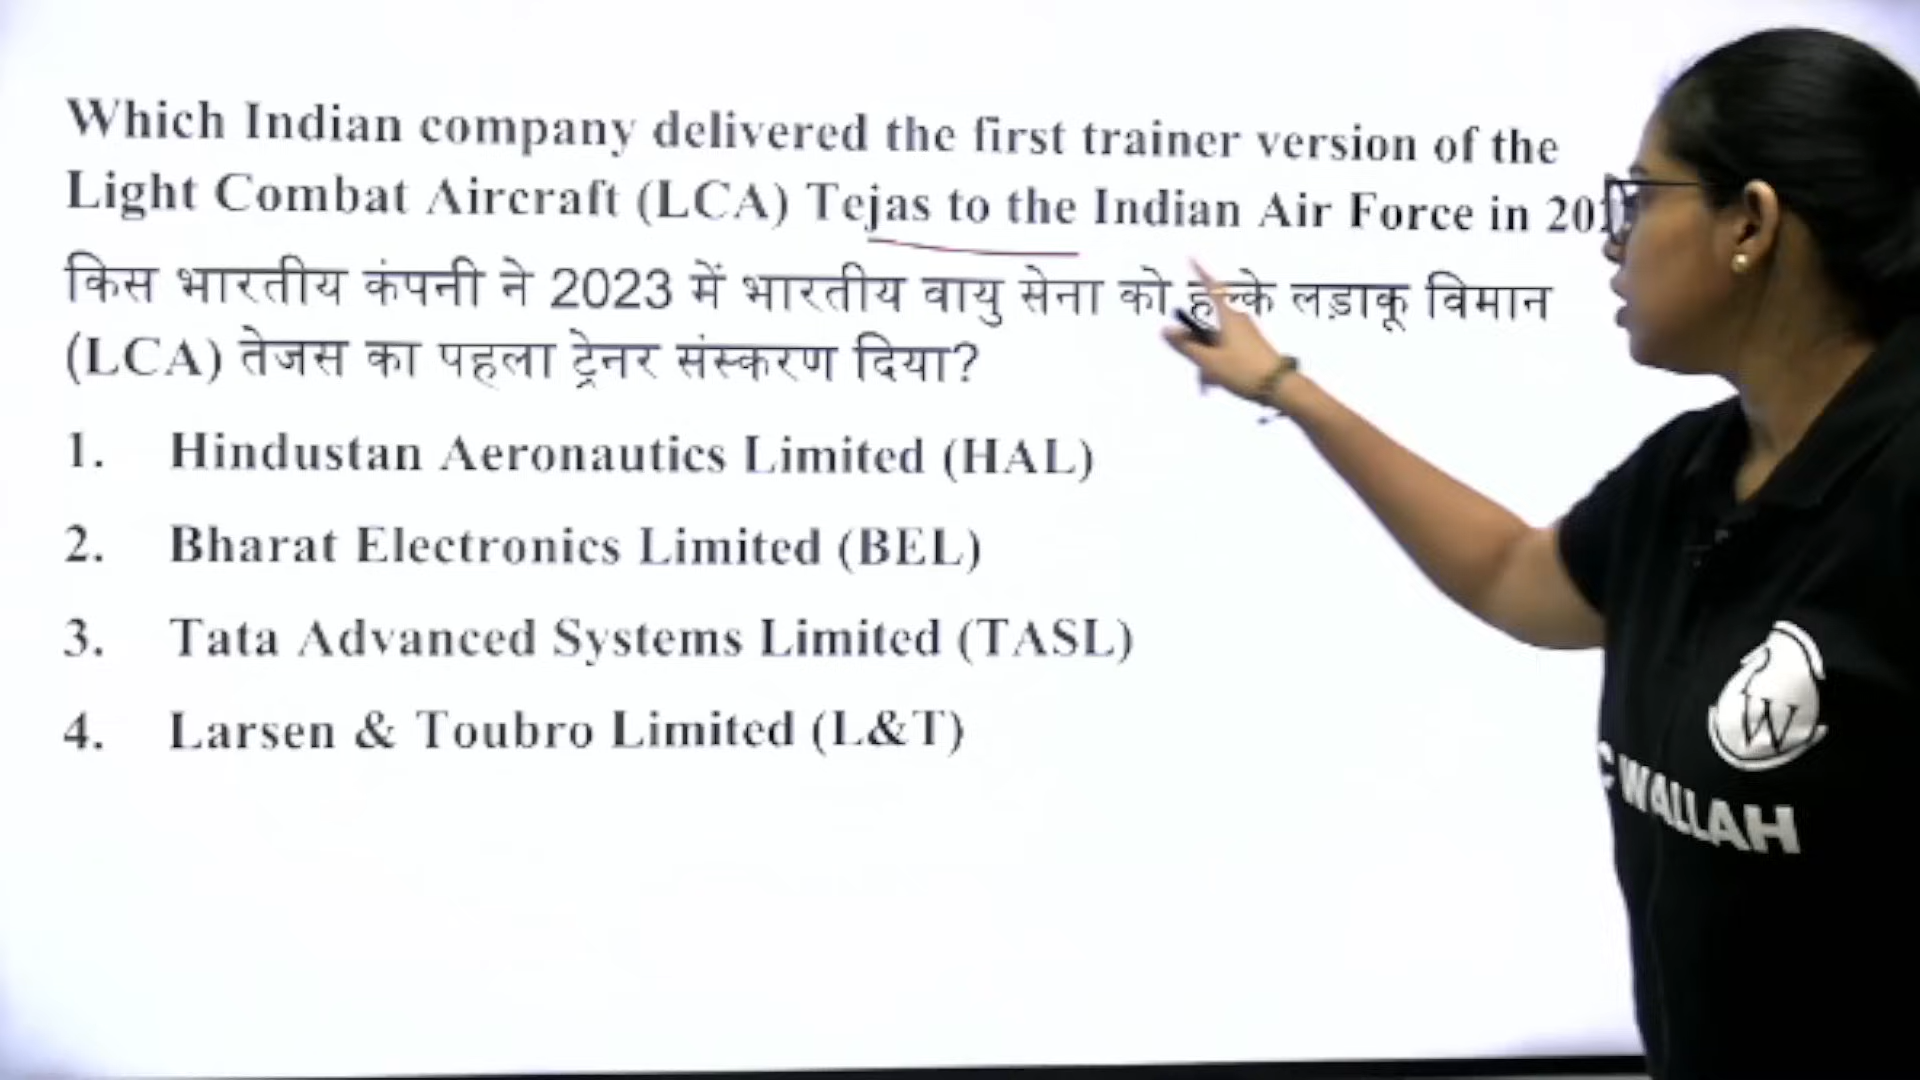 Which Indian company delivered the first trainer version of the
Light Combat Aircraft (LCA) Tejas to the Indian Air Force in
किस भारतीय कंपनी ने 2023 में भारतीय वायु सेना को हल्के लड़ाकू विमान
(LCA) तेजस का पहला ट्रेनर संस्करण दिया?
1. Hindustan Aeronautics Limited (HAL)
2. Bharat Electronics Limited (BEL)
3. Tata Advanced Systems Limited (TASL)
4. Larsen & Toubro Limited (L&T)
W
WALLAH